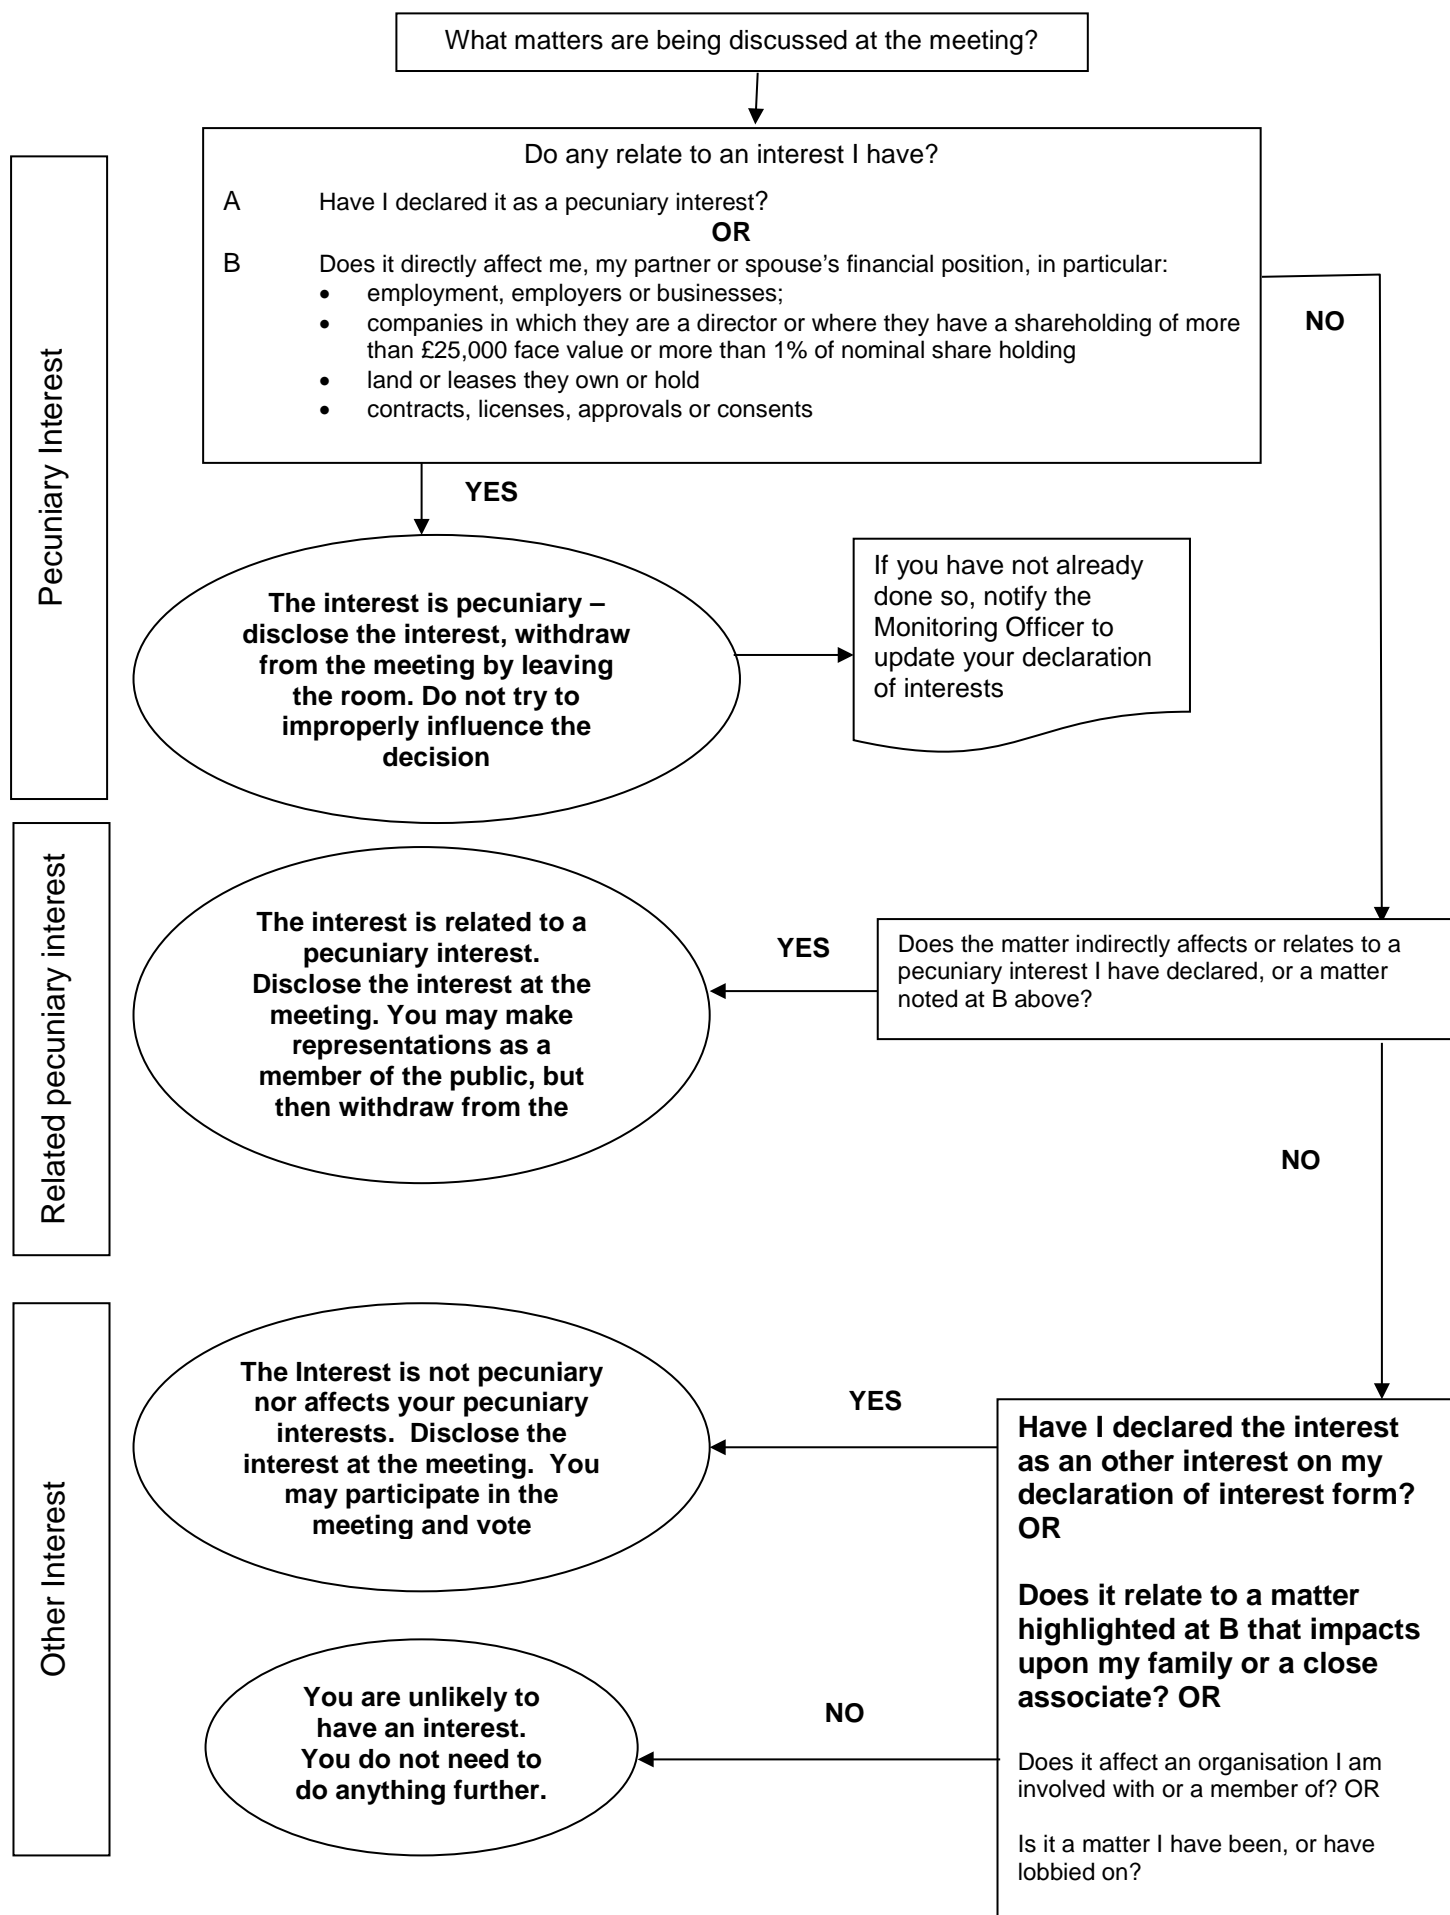 What matters are being discussed at the meeting?
Do any relate to an interest I have?
A Have I declared it as a pecuniary interest?
OR
B Does it directly affect me, my partner or spouse's financial position, in particular:
• employment, employers or businesses;
• companies in which they are a director or where they have a shareholding of more
than £25,000 face value or more than 1% of nominal share holding
• land or leases they own or hold
• contracts, licenses, approvals or consents
NO
Pecuniary Interest
YES
The interest is pecuniary –
disclose the interest, withdraw
from the meeting by leaving
the room. Do not try to
improperly influence the
decision
If you have not already
done so, notify the
Monitoring Officer to
update your declaration
of interests
Related pecuniary interest
The interest is related to a
pecuniary interest.
Disclose the interest at the
meeting. You may make
representations as a
member of the public, but
then withdraw from the
YES
Does the matter indirectly affects or relates to a
pecuniary interest I have declared, or a matter
noted at B above?
NO
Other Interest
The Interest is not pecuniary
nor affects your pecuniary
interests. Disclose the
interest at the meeting. You
may participate in the
meeting and vote
YES
Have I declared the interest
as an other interest on my
declaration of interest form?
OR
Does it relate to a matter
highlighted at B that impacts
upon my family or a close
associate? OR
Does it affect an organisation I am
involved with or a member of? OR
Is it a matter I have been, or have
lobbied on?
NO
You are unlikely to
have an interest.
You do not need to
do anything further.